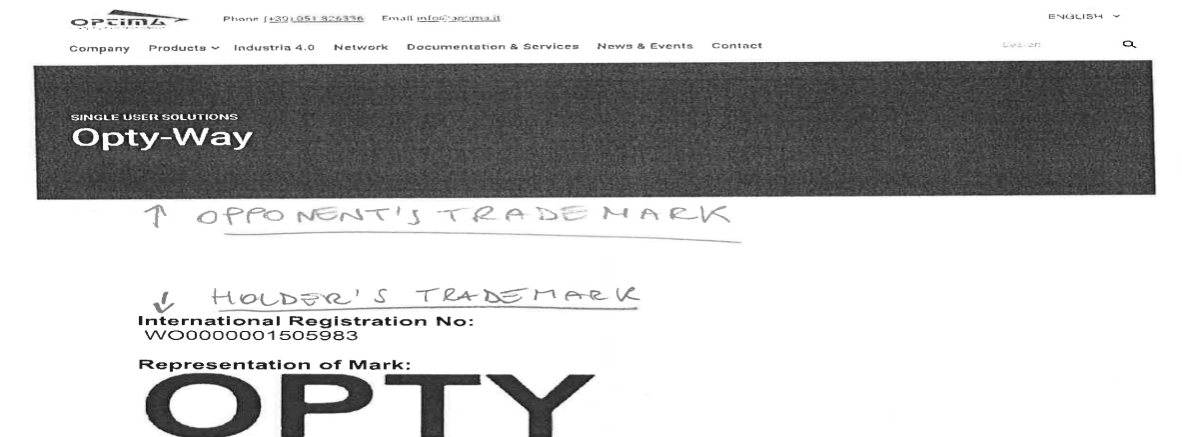 OPTIMA
Phone (+39) 051 826336 Email info@optima.it
ENGLISH
Company Products Industria 4.0 Network Documentation & Services News & Events Contact
SINGLE USER SOLUTIONS
Opty-Way
↑ OPPONENT'S TRADEMARK
↓ HOLDER'S TRADEMARK
International Registration No:
WO0000001505983
Representation of Mark:
OPTY